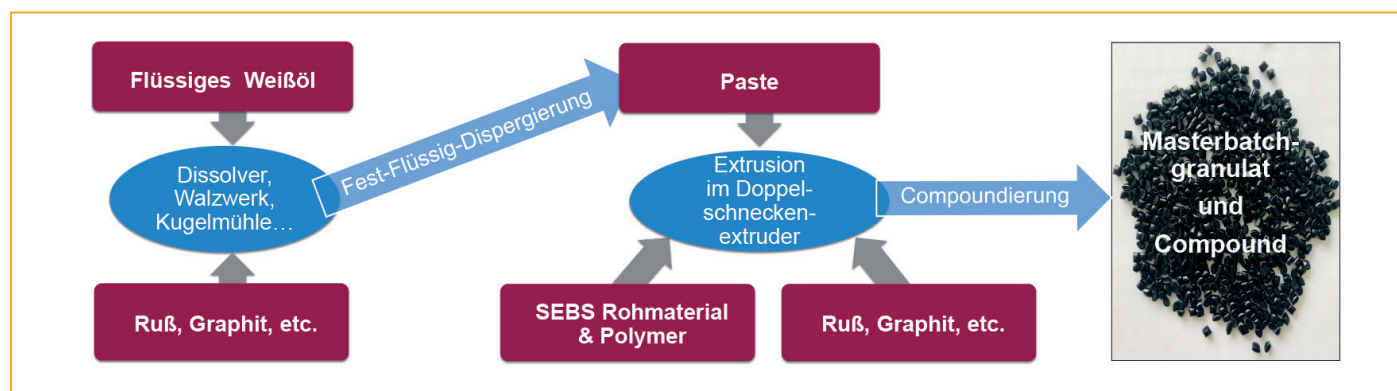 Flüssiges Weißöl
Dissolver,
Walzwerk,
Kugelmühle…
Ruß, Graphit, etc.
Fest-Flüssig-Dispergierung
Paste
Extrusion
im Doppel-
schnecken-
extruder
SEBS Rohmaterial
& Polymer
Ruß, Graphit, etc.
Compoundierung
Masterbatch-
granulat
und
Compound